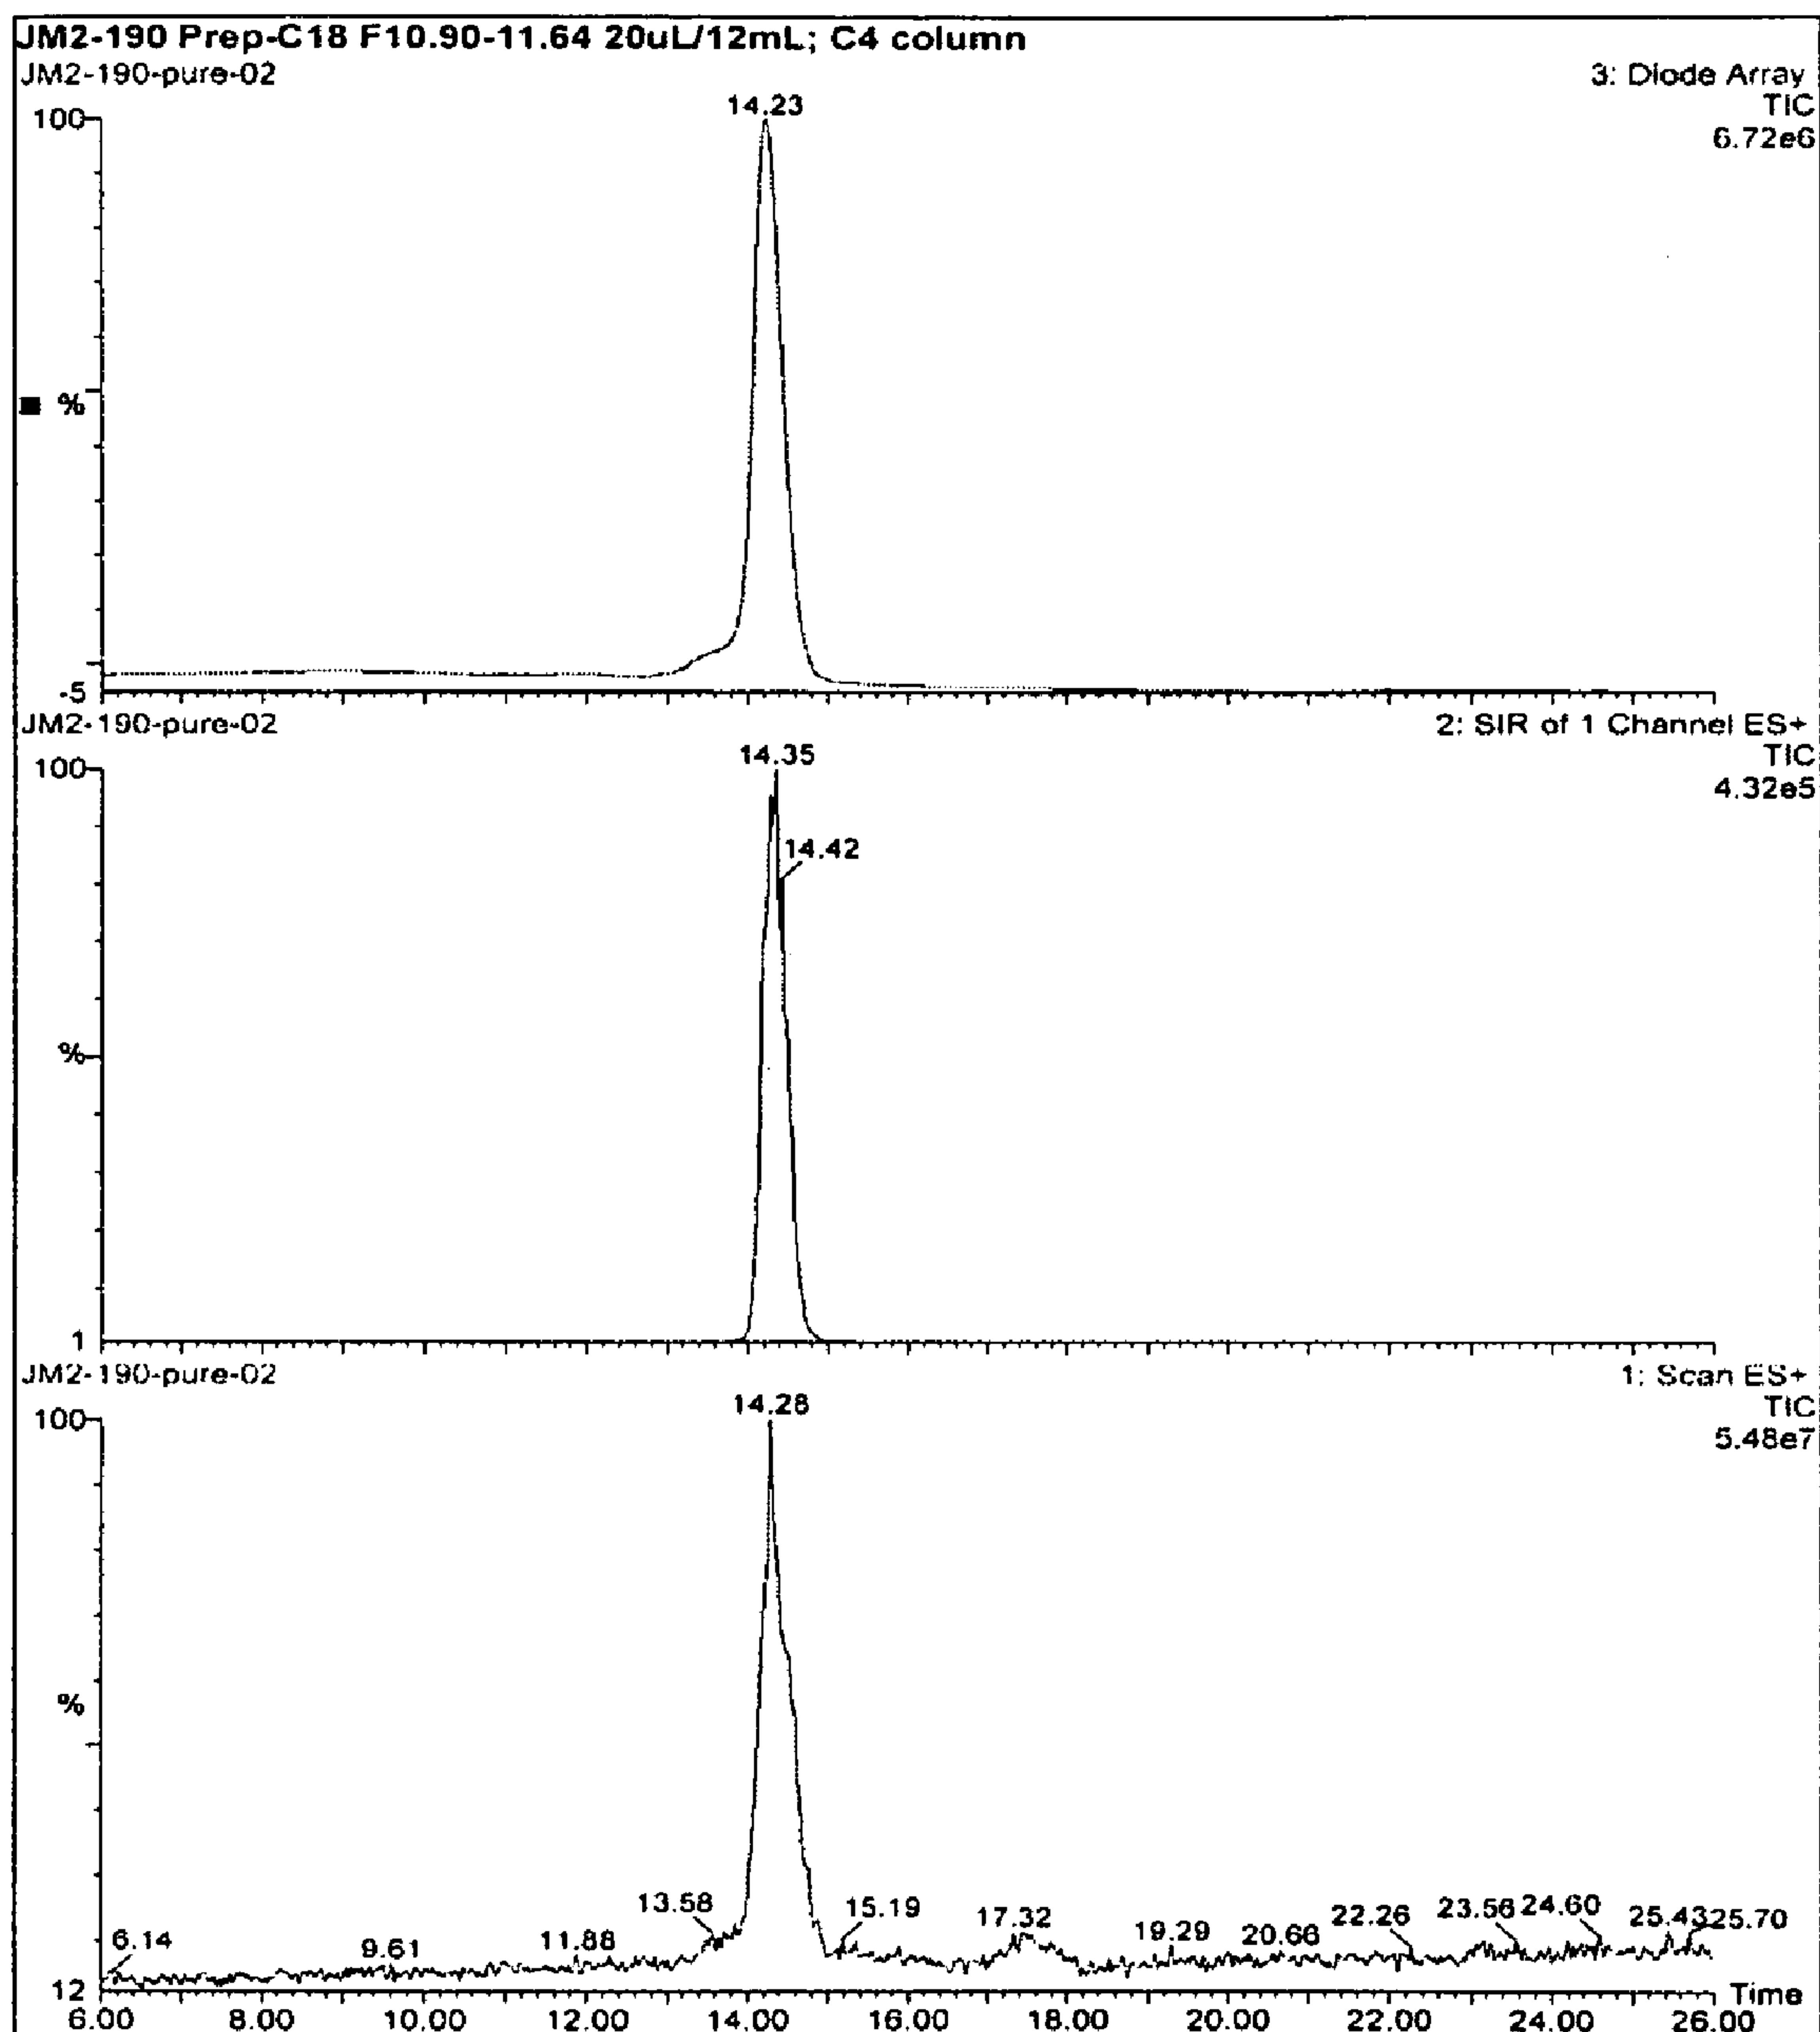 JM2-190 Prep-C18 F10.90-11.64 20uL/12mL; C4 column
JM2-190-pure-02
3: Diode Array
TIC
6.72e6
14.23
100
%
-5
JM2-190-pure-02
2: SIR of 1 Channel ES+
TIC
4.32e5
14.35
100
14.42
%
1
JM2-190-pure-02
1: Scan ES+
TIC
5.48e7
14.28
100
%
13.58
15.19
17.32
22.26
23.56
24.60
25.43
25.70
6.14
9.61
11.88
19.29
20.66
12
Time
6.00 8.00 10.00 12.00 14.00 16.00 18.00 20.00 22.00 24.00 26.00